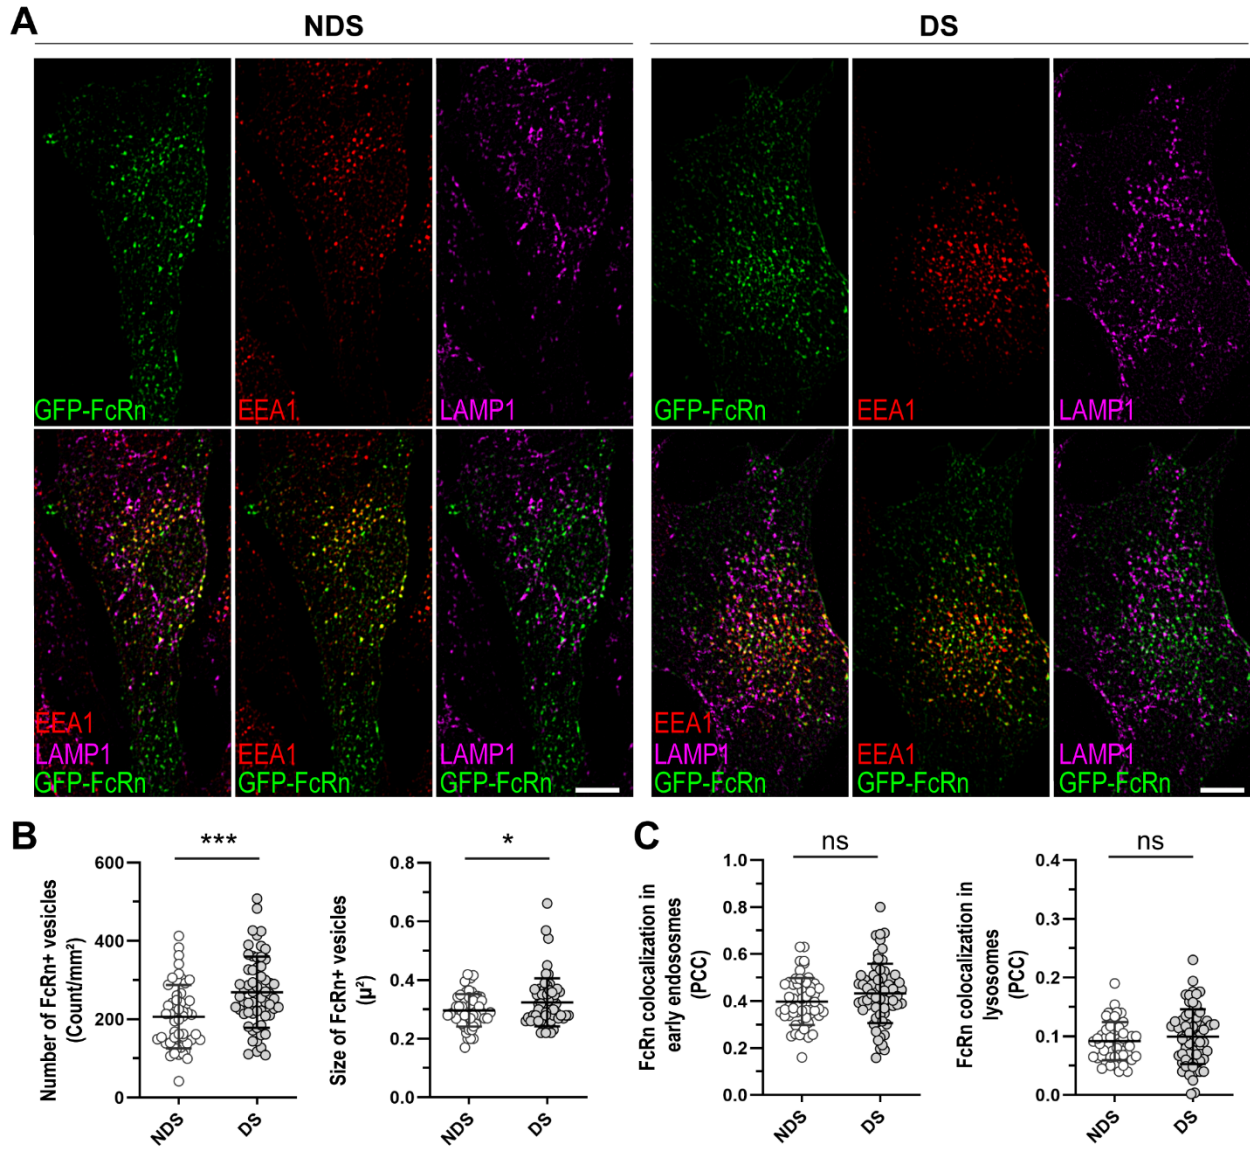 A
NDS
DS
GFP-FcRn
EEA1
LAMP1
GFP-FcRn
EEA1
LAMP1
EEA1
LAMP1
GFP-FcRn
EEA1
GFP-FcRn
LAMP1
GFP-FcRn
EEA1
LAMP1
GFP-FcRn
EEA1
GFP-FcRn
LAMP1
GFP-FcRn
B
Number of FcRn+ vesicles
(Count/mm²)
600
400
200
0
***
NDS
DS
Size of FcRn+ vesicles
(µ²)
0.8
0.6
0.4
0.2
0.0
*
NDS
DS
C
FcRn colocalization in
early endososmes
(PCC)
1.0
0.8
0.6
0.4
0.2
0.0
ns
NDS
DS
FcRn colocalization in
lysosomes
(PCC)
0.4
0.3
0.2
0.1
0.0
ns
NDS
DS